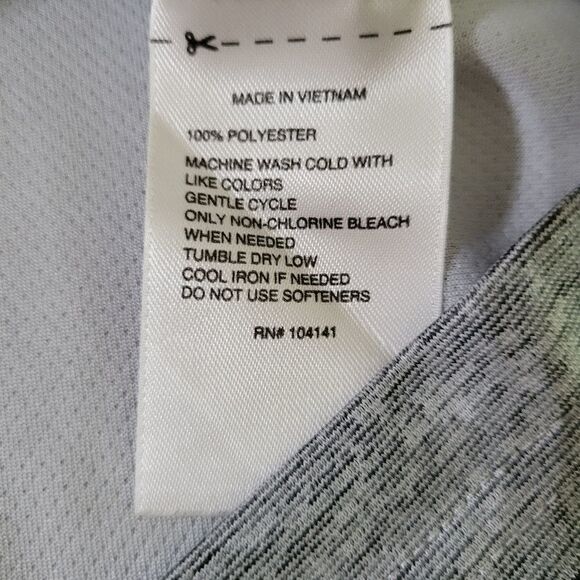 MADE IN VIETNAM
100% POLYESTER
MACHINE WASH COLD WITH
LIKE COLORS
GENTLE CYCLE
ONLY NON-CHLORINE BLEACH
WHEN NEEDED
TUMBLE DRY LOW
COOL IRON IF NEEDED
DO NOT USE SOFTENERS
RN# 104141